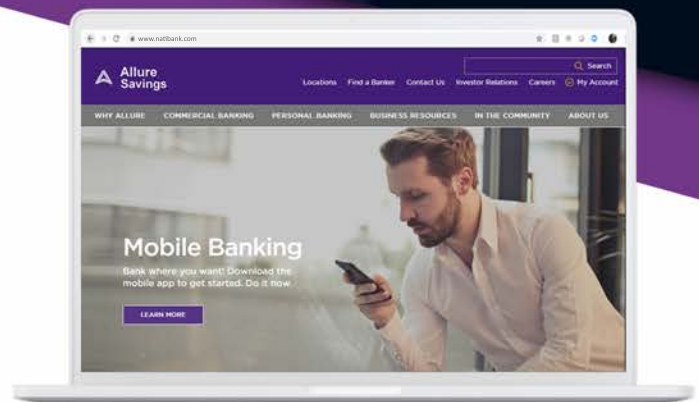 www.natlbank.com
Search
Allure
Savings
Locations Find a Banker Contact Us Investor Relations Careers My Account
WHY ALLURE COMMERCIAL BANKING PERSONAL BANKING BUSINESS RESOURCES IN THE COMMUNITY ABOUT US
Mobile Banking
Bank where you want! Download the
mobile app to get started. Do it now.
LEARN MORE